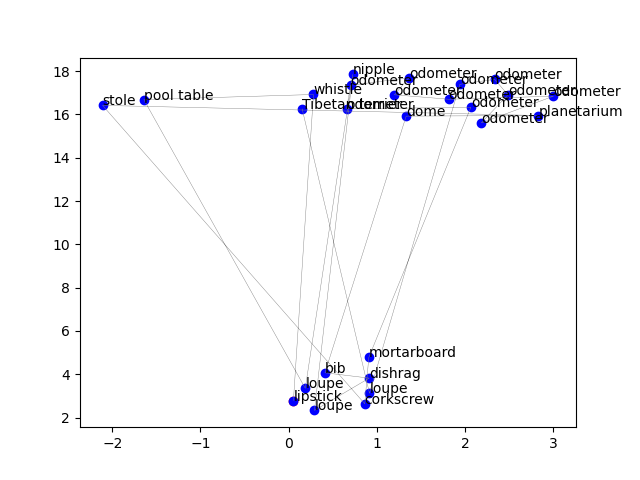 nipple
odometer
odometer
odometer
odometer
stole
pool table
whistle
odometer
odometer
odometer
odometer
Tibetan terrier
odometer
odometer
dome
planetarium
odometer
mortarboard
bib
dishrag
loupe
loupe
lipstick
loupe
corkscrew
18
16
14
12
10
8
6
4
2
−2
−1
0
1
2
3